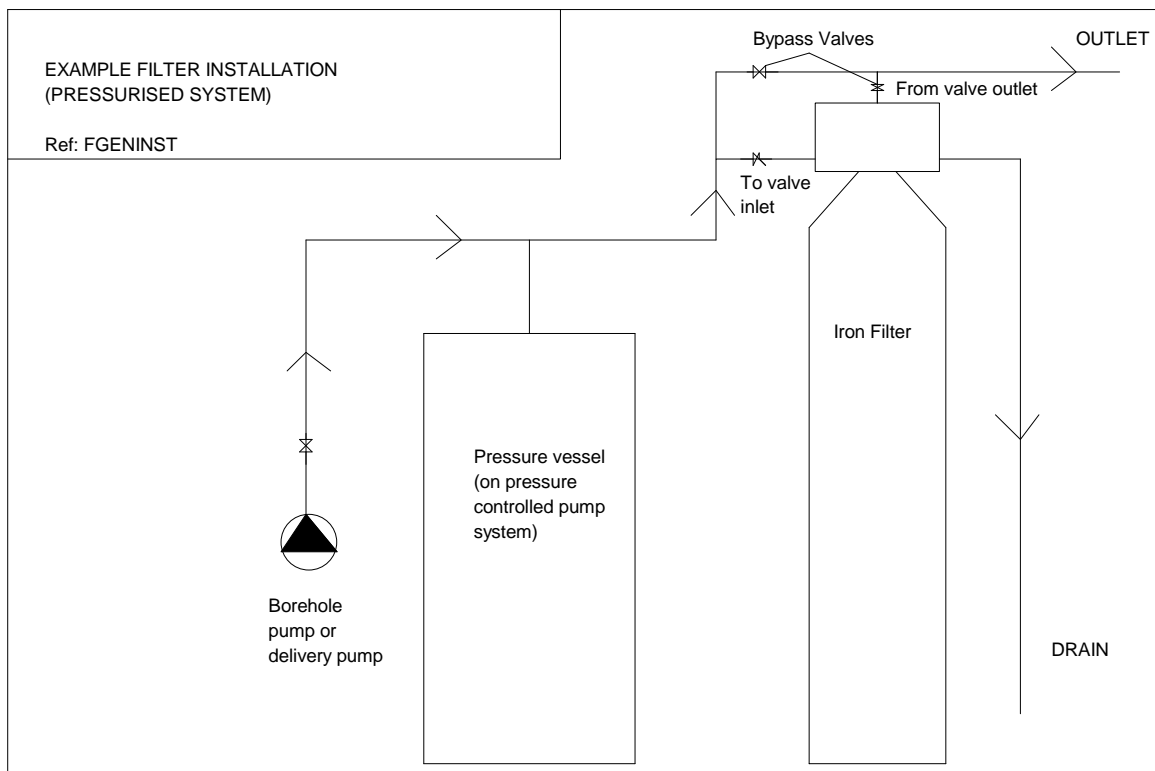 EXAMPLE FILTER INSTALLATION
(PRESSURISED SYSTEM)
Ref: FGENINST
Bypass Valves
OUTLET
From valve outlet
To valve
inlet
Iron Filter
Pressure vessel
(on pressure
controlled pump
system)
Borehole
pump or
delivery pump
DRAIN